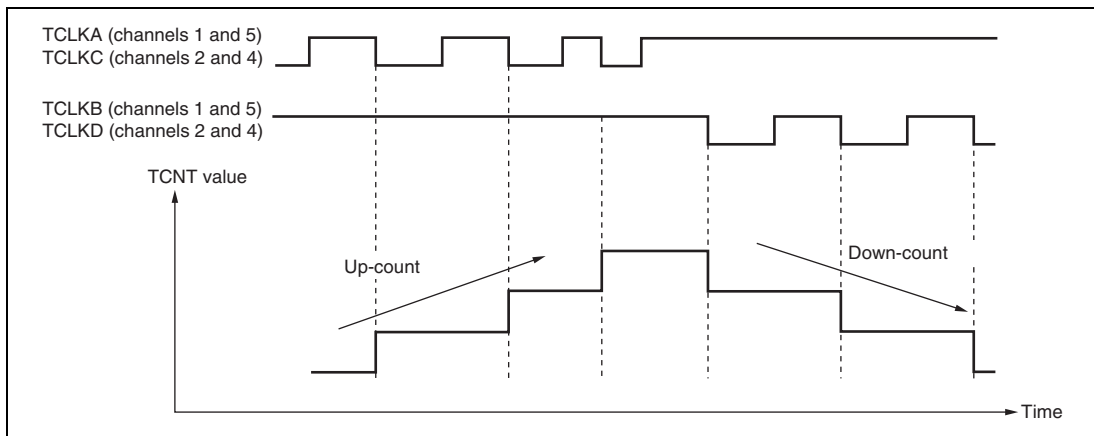 TCLKA (channels 1 and 5)
TCLKC (channels 2 and 4)
TCLKB (channels 1 and 5)
TCLKD (channels 2 and 4)
TCNT value
Up-count
Down-count
Time